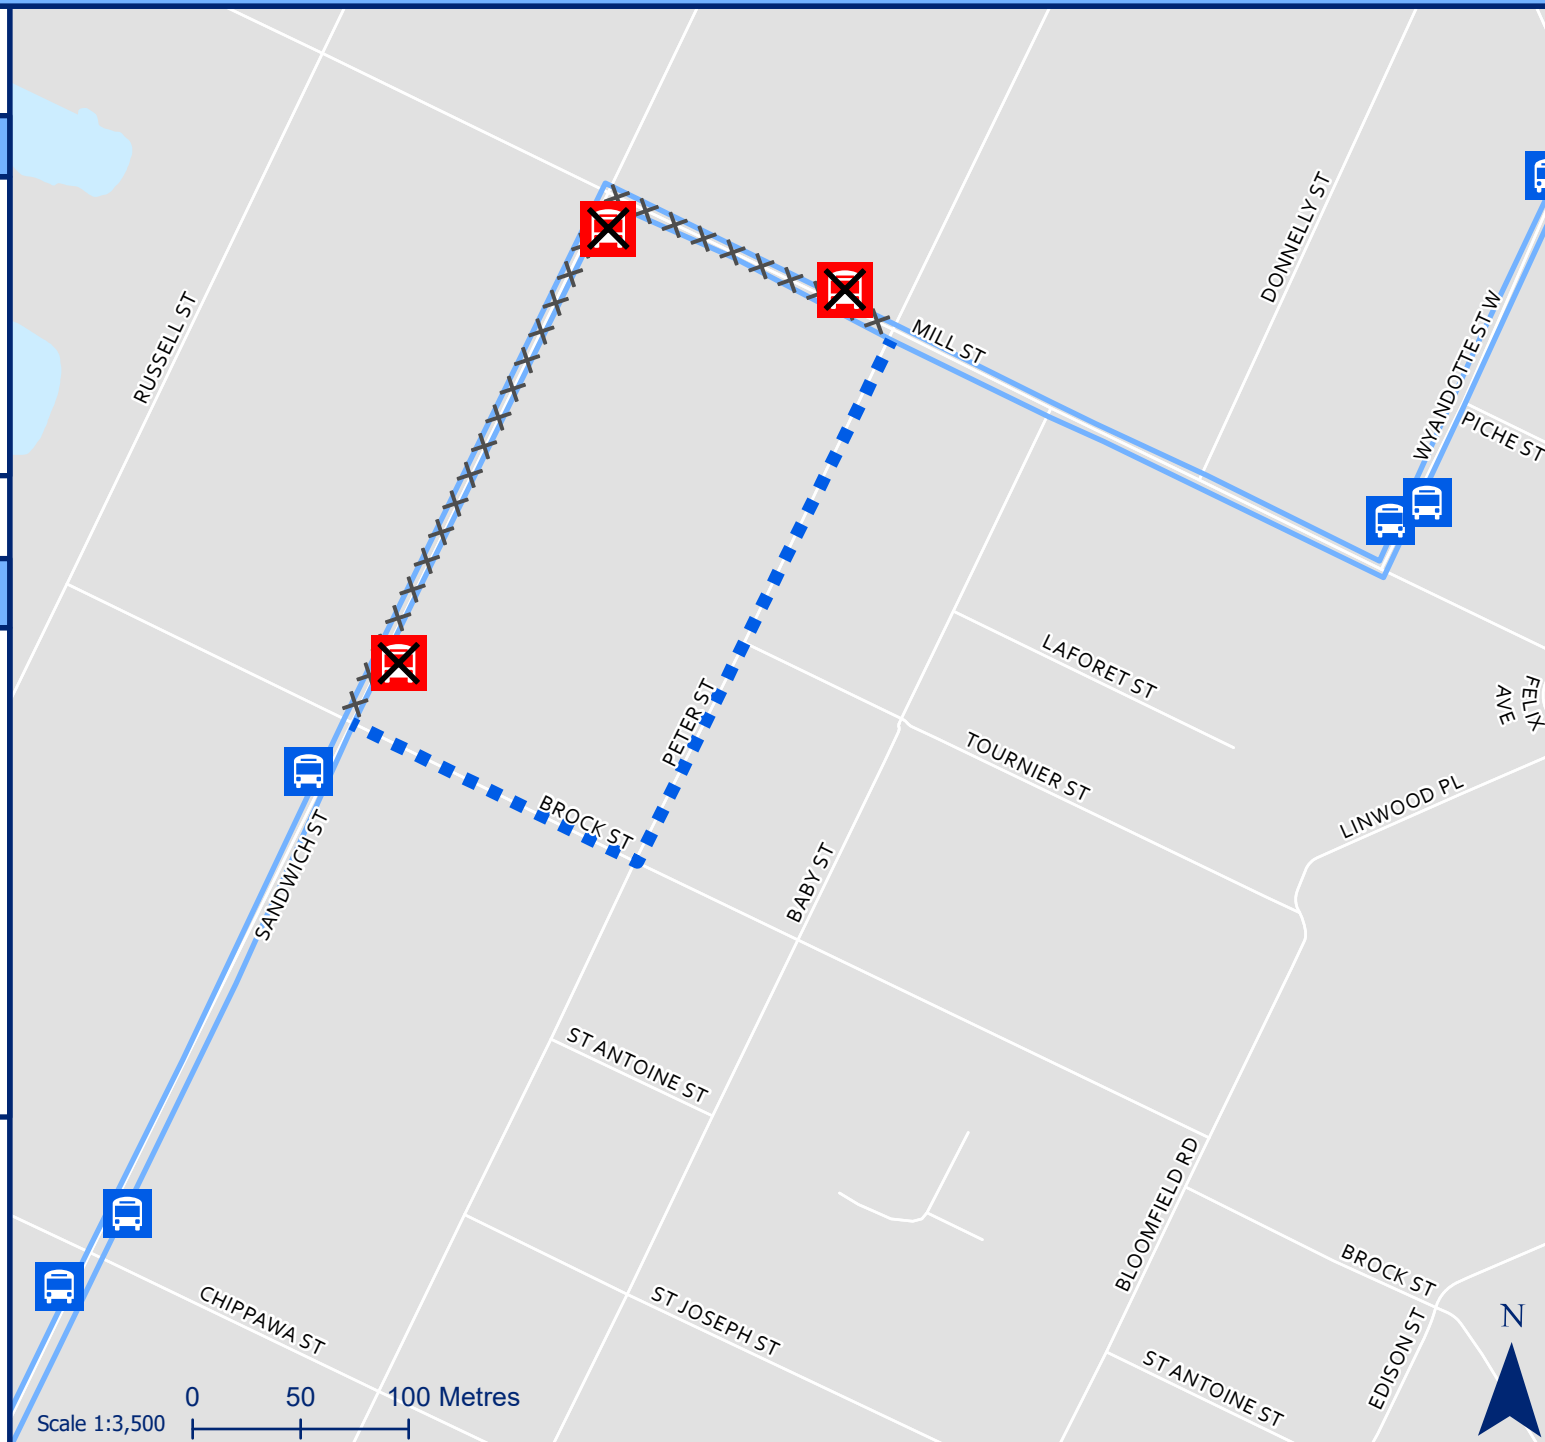 DONNELLY ST
RUSSELL ST
MILL ST
WYANDOTTE ST W
PICHE ST
LAFORET ST
PETER ST
FELIX
AVE
TOURNIER ST
LINWOOD PL
BROCK ST
SANDWICH ST
BABY ST
ST ANTOINE ST
BLOOMFIELD RD
BROCK ST
CHIPPAWA ST
ST JOSEPH ST
EDISON ST
ST ANTOINE ST
N
0 50 100 Metres
Scale 1:3,500